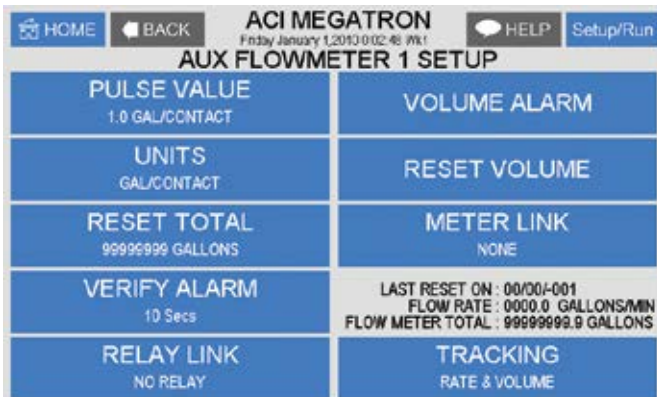 HOME
BACK
ACI MEGATRON
Friday January 1,2010 0:02:48 Wk1
HELP
Setup/Run
AUX FLOWMETER 1 SETUP
PULSE VALUE
1.0 GAL/CONTACT
VOLUME ALARM
UNITS
GAL/CONTACT
RESET VOLUME
RESET TOTAL
99999999 GALLONS
METER LINK
NONE
VERIFY ALARM
10 Secs
LAST RESET ON : 00/00/-001
FLOW RATE : 0000.0 GALLONS/MIN
FLOW METER TOTAL : 99999999.9 GALLONS
RELAY LINK
NO RELAY
TRACKING
RATE & VOLUME